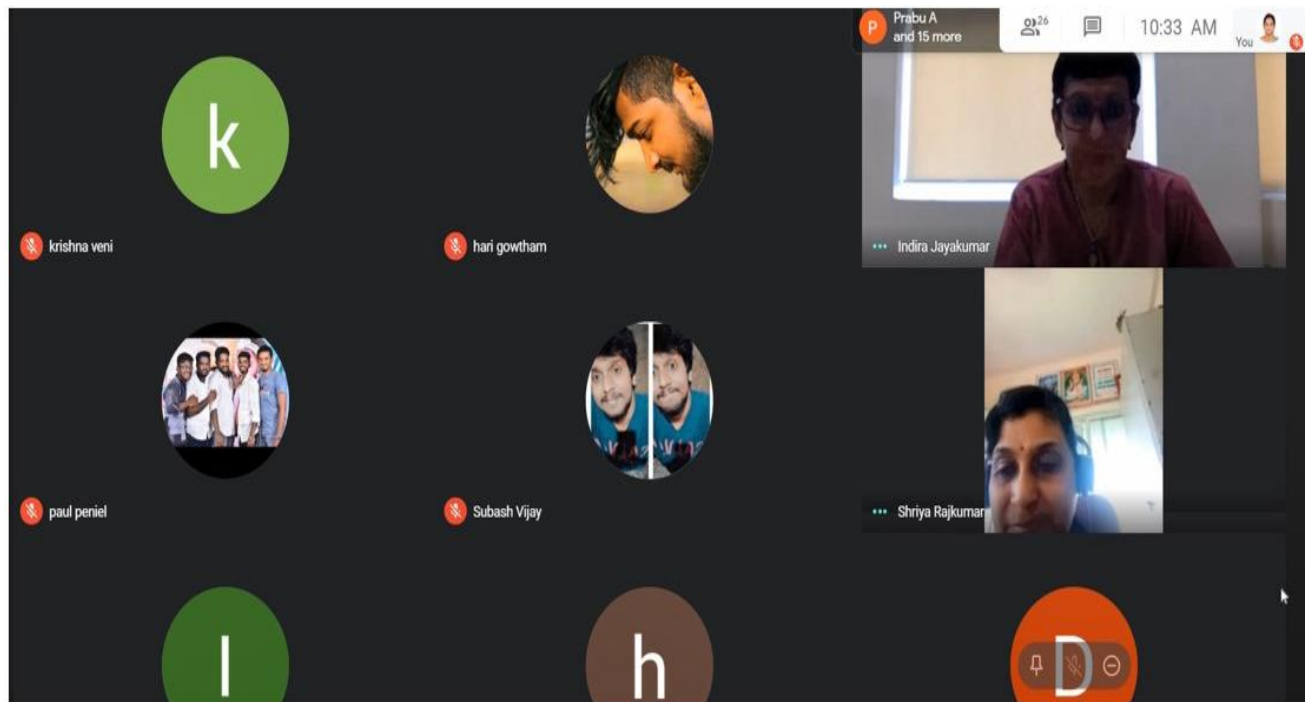 P
Prabu A
and 15 more
26
10:33 AM
You
k
krishna veni
hari gowtham
Indira Jayakumar
paul peniel
Subash Vijay
Shriya Rajkumar
l
h
D